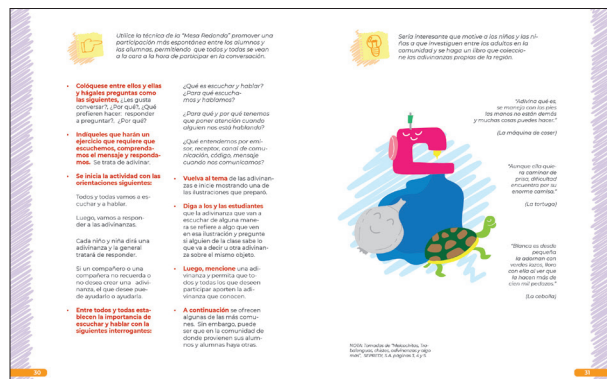 Utilice la técnica de la "Mesa Redonda" promover una
participación más espontánea entre los alumnos y
las alumnas, permitiendo que todos y todas se vean
a la cara a la hora de participar en la conversación.
• Colóquese entre ellos y ellas
y hágales preguntas como
las siguientes, ¿Les gusta
conversar?, ¿Por qué?, ¿Qué
prefieren hacer: responder
a preguntar?. ¿Por qué?
• Indíqueles que harán un
ejercicio que requiere que
escuchemos, comprenda-
mos el mensaje y responda-
mos. Se trata de adivinar.
• Se inicia la actividad con las
orientaciones siguientes:
Todos y todas vamos a es-
cuchar y a hablar.
Luego, vamos a respon-
der a las adivinanzas.
Cada niño y niña dirá una
adivinanza y la general
tratará de responder.
Si un compañero o una
compañera no recuerda o
no desea crear una adivi-
nanza, el que desee pue-
de ayudarlo o ayudarla.
• Entre todos y todas esta-
blecen la importancia de
escuchar y hablar con la
siguientes interrogantes:
¿Qué es escuchar y hablar?
¿Para qué escucha-
mos y hablamos?
¿Para qué y por qué tenemos
que poner atención cuando
alguien nos está hablando?
¿Qué entendemos por emi-
sor, receptor, canal de comu-
nicación, código, mensaje
cuando nos comunicamos?
• Vuelva al tema de las adivinan-
zas e inicie mostrando una de
las ilustraciones que preparó.
• Diga a los y las estudiantes
que la adivinanza que van a
escuchar de alguna mane-
ra se refiere a algo que ven
en esa ilustración y pregunte
si alguien de la clase sabe lo
que va a decir u otra adivinan-
za sobre el mismo objeto.
• Luego, mencione una adi-
vinanza y permita que to-
dos y todas los que deseen
participar aporten la adi-
vinanza que conocen.
• A continuación se ofrecen
algunas de las más comu-
nes. Sin embargo, puede
ser que en la comunidad de
donde provienen sus alum-
nos y alumnas haya otras.
30
Sería interesante que motive a los niños y las ni-
ñas a que investiguen entre los adultos en la
comunidad y se haga un libro que coleccio-
ne las adivinanzas propias de la región.
"Adivina qué es,
se maneja con los pies
las manos no están demás
y muchas cosas puedes hacer."
(La máquina de coser)
"Aunque ella quie-
ra caminar de
prisa, dificultad
encuentra por su
enorme camisa."
(La tortuga)
"Blanca es desde
pequeña
la adornan con
verdes lazos, lloro
con ella al ver que
la hacen más de
cien mil pedazos."
(La cebolla)
31